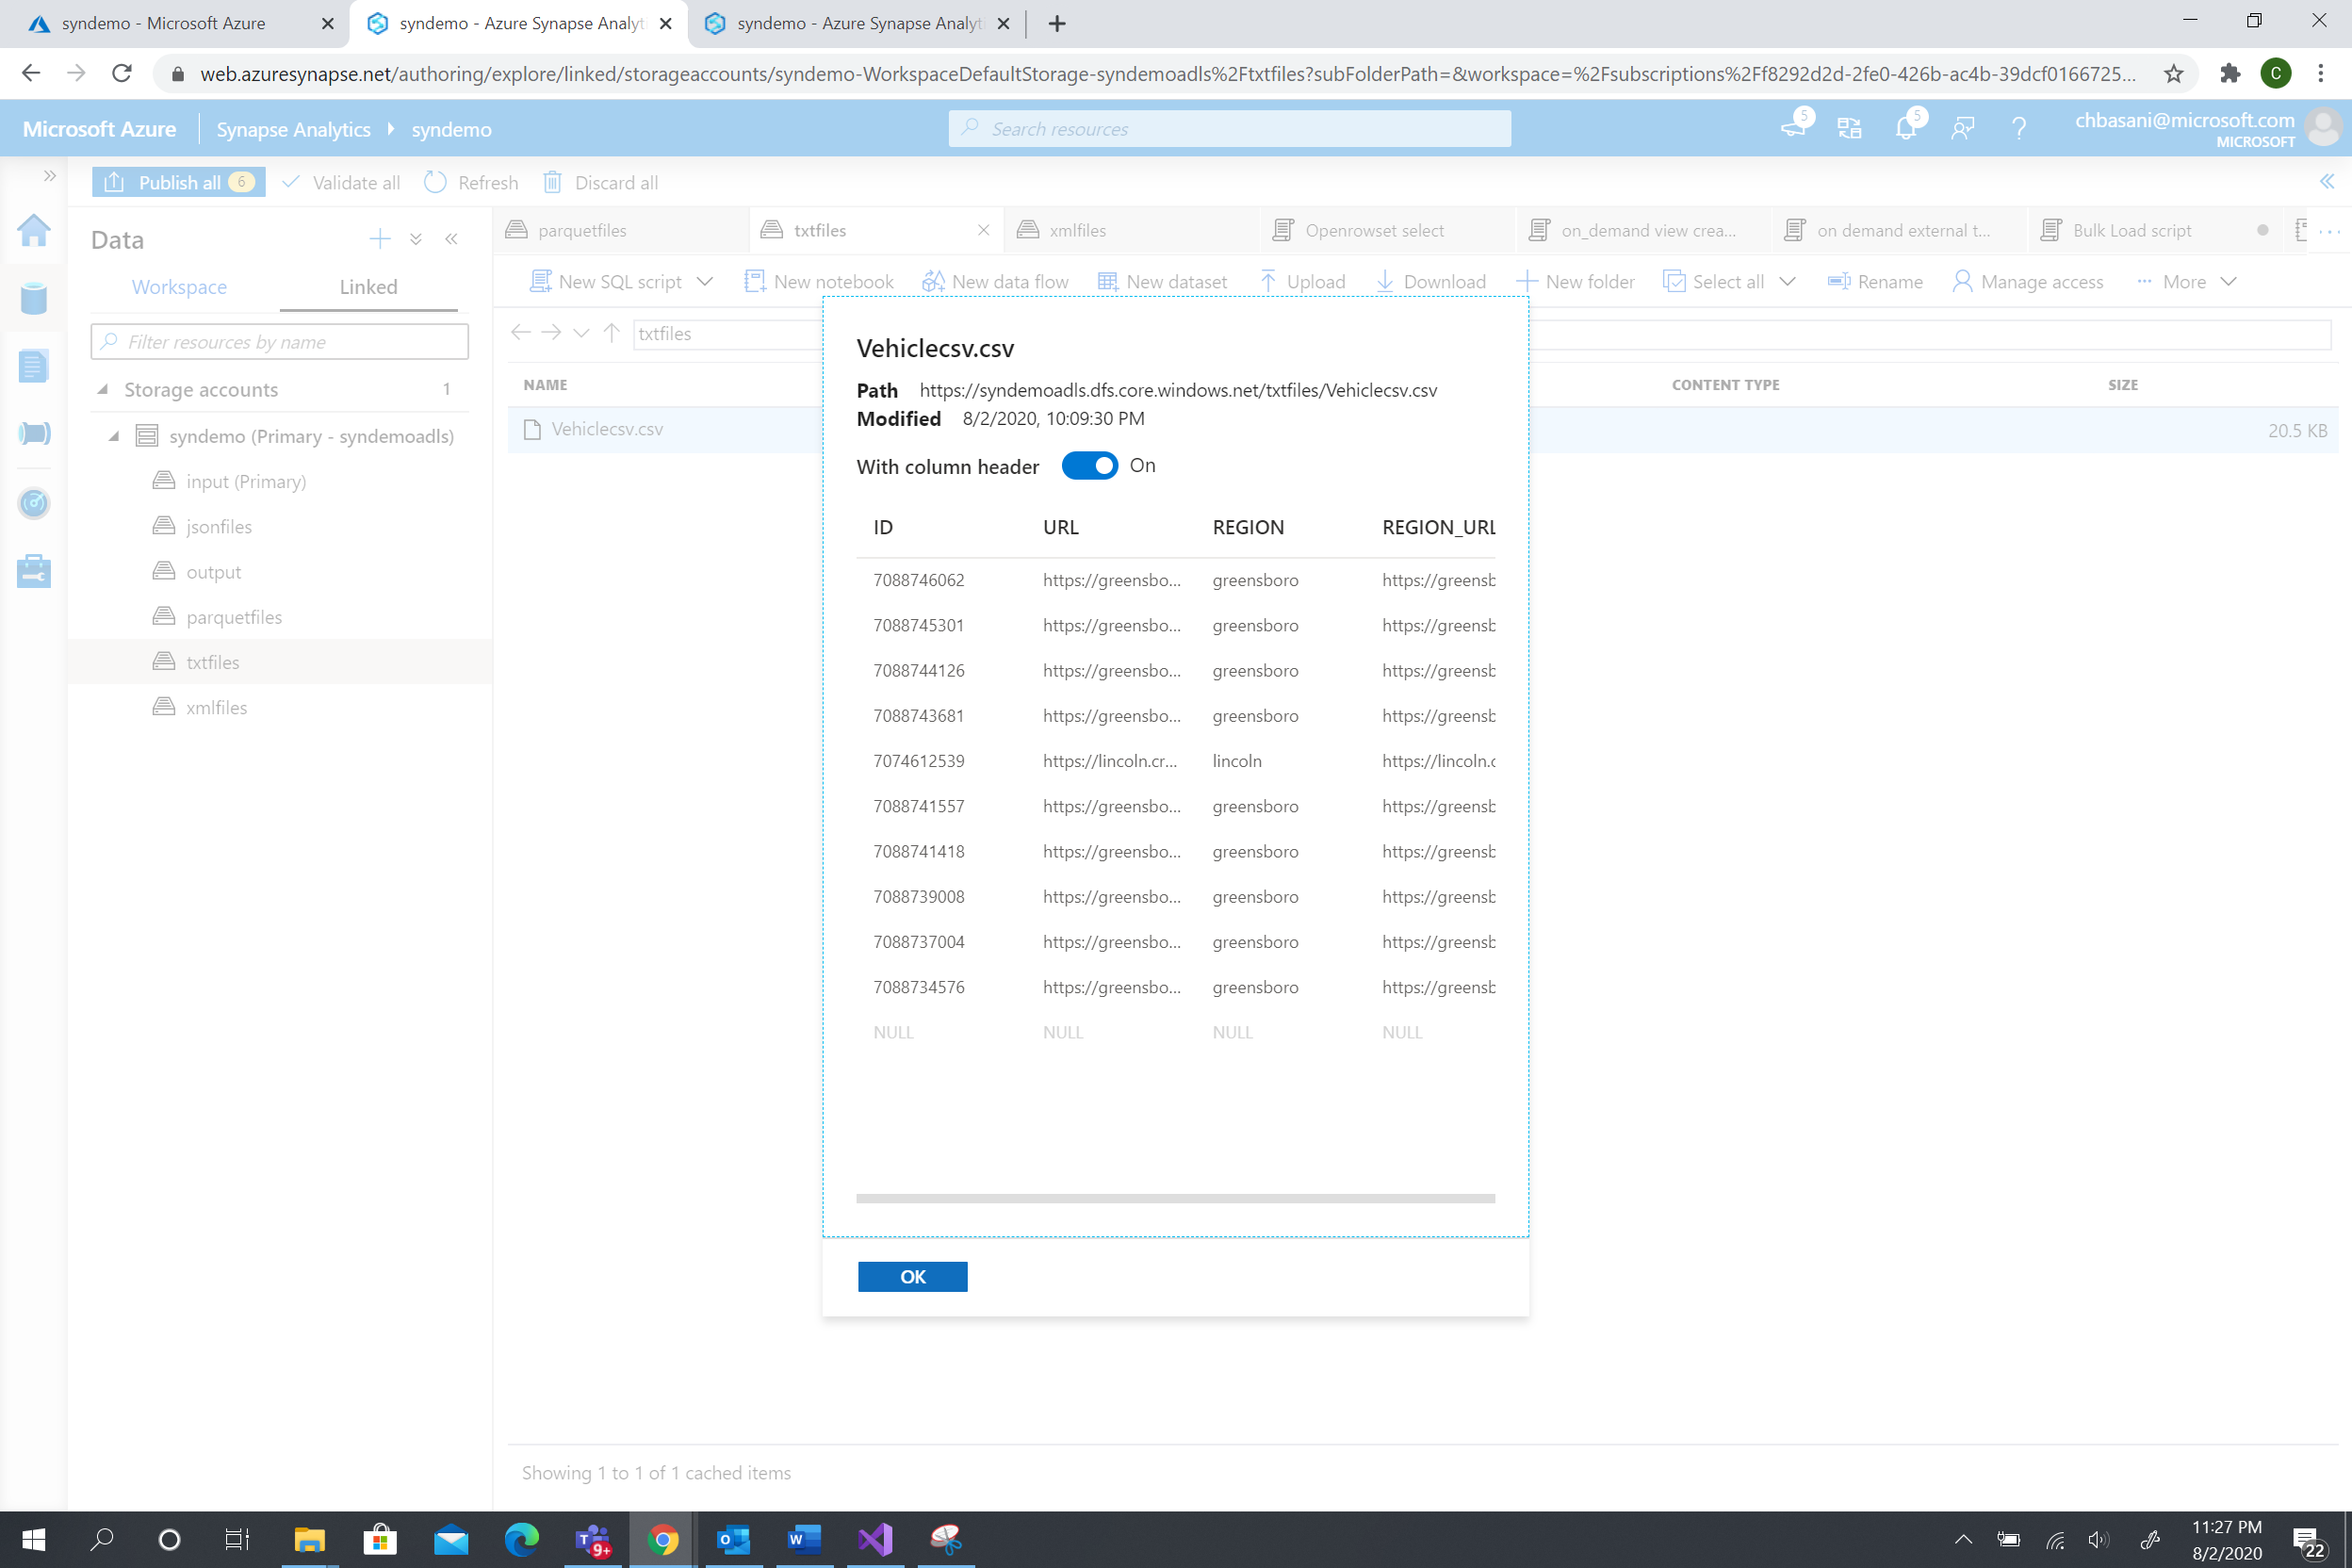 syndemo - Microsoft Azure
syndemo - Azure Synapse Analyt
syndemo - Azure Synapse Analyt
web.azuresynapse.net/authoring/explore/linked/storageaccounts/syndemo-WorkspaceDefaultStorage-syndemoadls%2Ftxtfiles?subFolderPath=&workspace=%2Fsubscriptions%2Ff8292d2d-2fe0-426b-ac4b-39dcf0166725...
C
Microsoft Azure
Synapse Analytics
syndemo
Search resources
5
5
chbasani@microsoft.com
MICROSOFT
Publish all 6
Validate all
Refresh
Discard all
Data
Workspace
Linked
Filter resources by name
Storage accounts 1
syndemo (Primary - syndemoadls)
input (Primary)
jsonfiles
output
parquetfiles
txtfiles
xmlfiles
parquetfiles
txtfiles
xmlfiles
Openrowset select
on_demand view crea...
on demand external t...
Bulk Load script
New SQL script
New notebook
New data flow
New dataset
Upload
Download
New folder
Select all
Rename
Manage access
More
txtfiles
NAME
CONTENT TYPE
SIZE
Vehiclecsv.csv
20.5 KB
Vehiclecsv.csv
Path https://syndemoadls.dfs.core.windows.net/txtfiles/Vehiclecsv.csv
Modified 8/2/2020, 10:09:30 PM
With column header On
ID URL REGION REGION_URL
7088746062 https://greensbo... greensboro https://greensb
7088745301 https://greensbo... greensboro https://greensb
7088744126 https://greensbo... greensboro https://greensb
7088743681 https://greensbo... greensboro https://greensb
7074612539 https://lincoln.cr... lincoln https://lincoln.c
7088741557 https://greensbo... greensboro https://greensb
7088741418 https://greensbo... greensboro https://greensb
7088739008 https://greensbo... greensboro https://greensb
7088737004 https://greensbo... greensboro https://greensb
7088734576 https://greensbo... greensboro https://greensb
NULL NULL NULL NULL
OK
Showing 1 to 1 of 1 cached items
T
9+
O
W
11:27 PM
8/2/2020
22